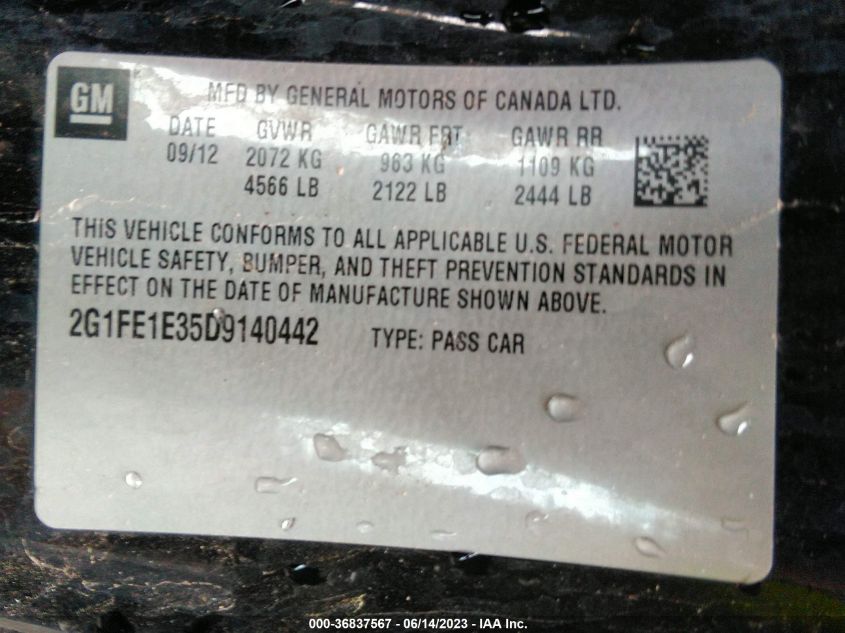 GM
MFD BY GENERAL MOTORS OF CANADA LTD.
DATE GVWR GAWR FRT GAWR RR
09/12 2072 KG 963 KG 1109 KG
4566 LB 2122 LB 2444 LB
THIS VEHICLE CONFORMS TO ALL APPLICABLE U.S. FEDERAL MOTOR
VEHICLE SAFETY, BUMPER, AND THEFT PREVENTION STANDARDS IN
EFFECT ON THE DATE OF MANUFACTURE SHOWN ABOVE.
2G1FE1E35D9140442 TYPE: PASS CAR
000-36837567 - 06/14/2023 - IAA Inc.